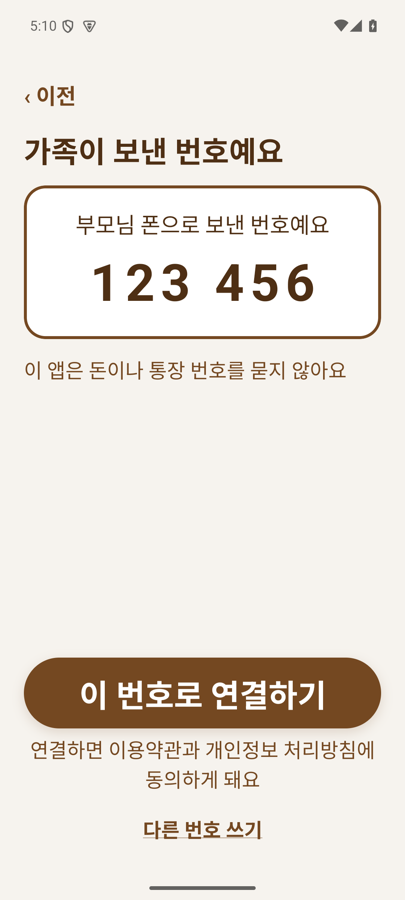 5:10
‹ 이전
가족이 보낸 번호예요
부모님 폰으로 보낸 번호예요
123 456
이 앱은 돈이나 통장 번호를 묻지 않아요
이 번호로 연결하기
연결하면 이용약관과 개인정보 처리방침에
동의하게 돼요
다른 번호 쓰기